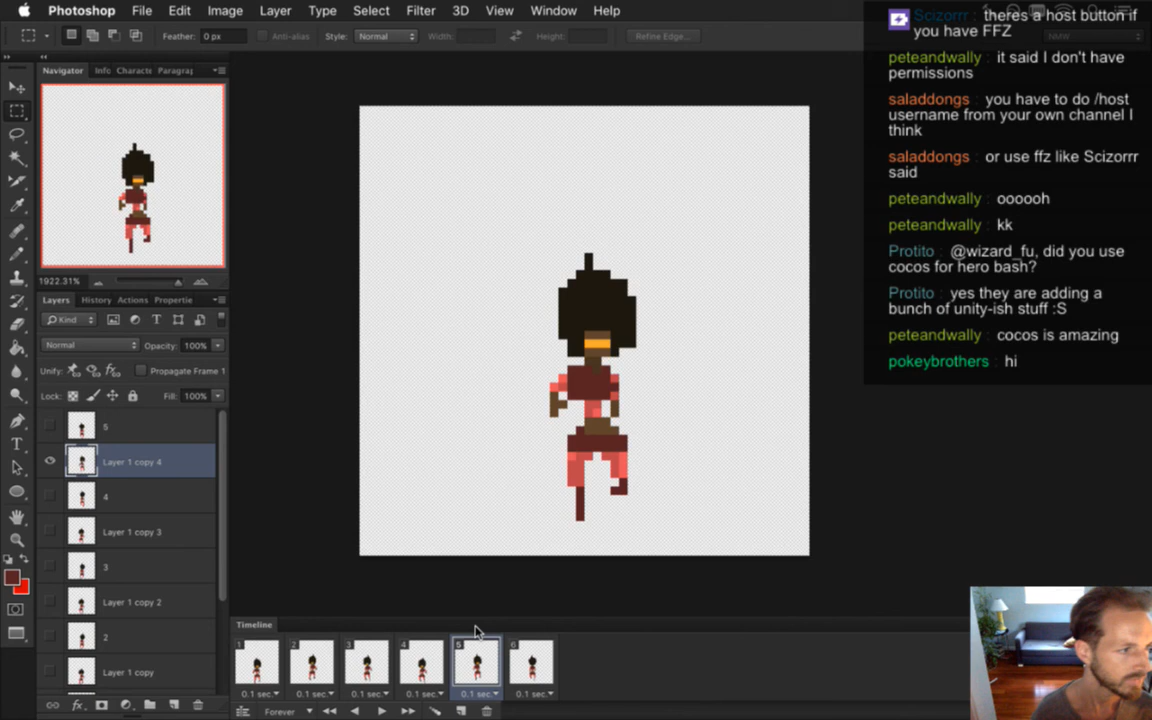 Photoshop File Edit Image Layer Type Select Filter 3D View Window Help
Feather: 0 px Anti-alias Style: Normal Width: Height: Refine Edge...
Navigator Info Characte Paragraj
1922.31%
Layers History Actions Propertie
Kind
Normal Opacity: 100%
Unify: Propagate Frame 1
Lock: Fill: 100%
5
Layer 1 copy 4
4
Layer 1 copy 3
3
Layer 1 copy 2
2
Layer 1 copy
Timeline
1 2 3 4 5 6
0.1 sec. 0.1 sec. 0.1 sec. 0.1 sec. 0.1 sec. 0.1 sec.
Forever
Scizorrr : theres a host button if
you have FFZ
peteandwally : it said I don't have
permissions
saladdongs : you have to do /host
username from your own channel I
think
saladdongs : or use ffz like Scizorrr
said
peteandwally : oooooh
peteandwally : kk
Protito : @wizard_fu, did you use
cocos for hero bash?
Protito : yes they are adding a
bunch of unity-ish stuff :S
peteandwally : cocos is amazing
pokeybrothers : hi